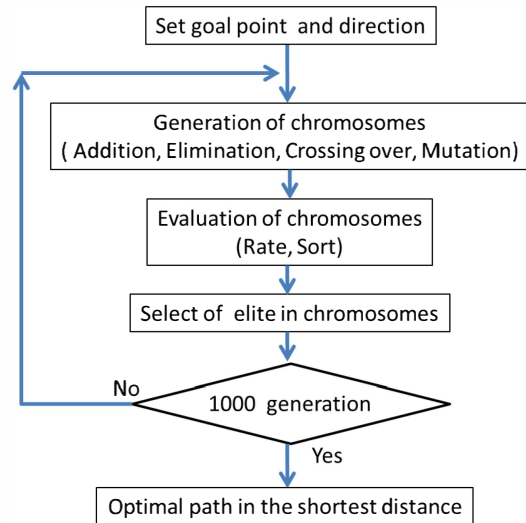 Set goal point and direction
Generation of chromosomes
( Addition, Elimination, Crossing over, Mutation)
Evaluation of chromosomes
(Rate, Sort)
Select of elite in chromosomes
No
1000 generation
Yes
Optimal path in the shortest distance